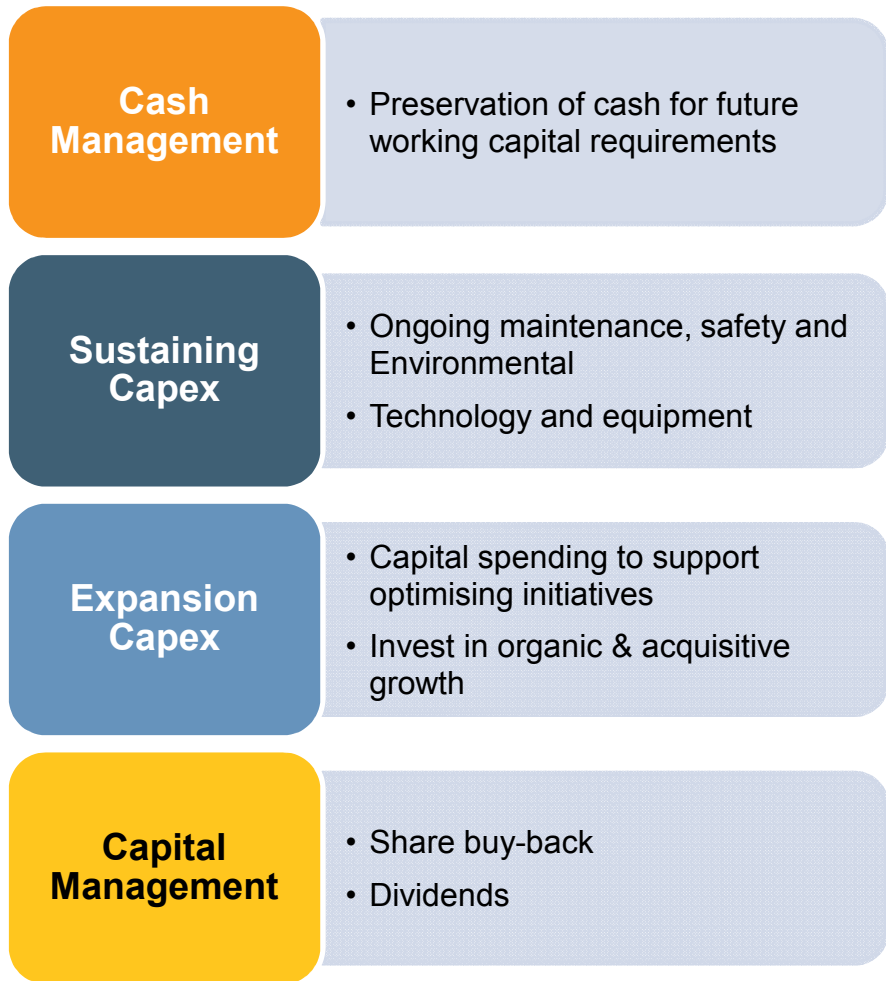 Cash
Management
• Preservation of cash for future
working capital requirements
Sustaining
Capex
• Ongoing maintenance, safety and
Environmental
• Technology and equipment
Expansion
Capex
• Capital spending to support
optimising initiatives
• Invest in organic & acquisitive
growth
Capital
Management
• Share buy-back
• Dividends